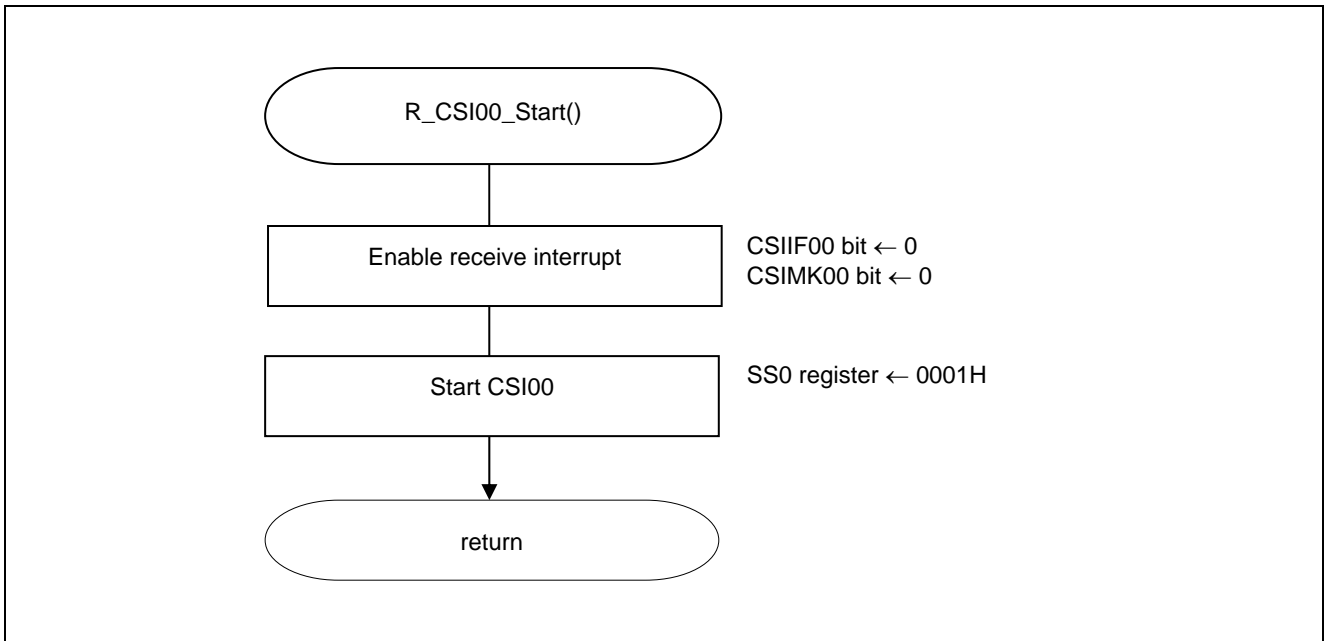 R_CSI00_Start()
Enable receive interrupt
CSIIF00 bit ← 0
CSIMK00 bit ← 0
Start CSI00
SS0 register ← 0001H
return